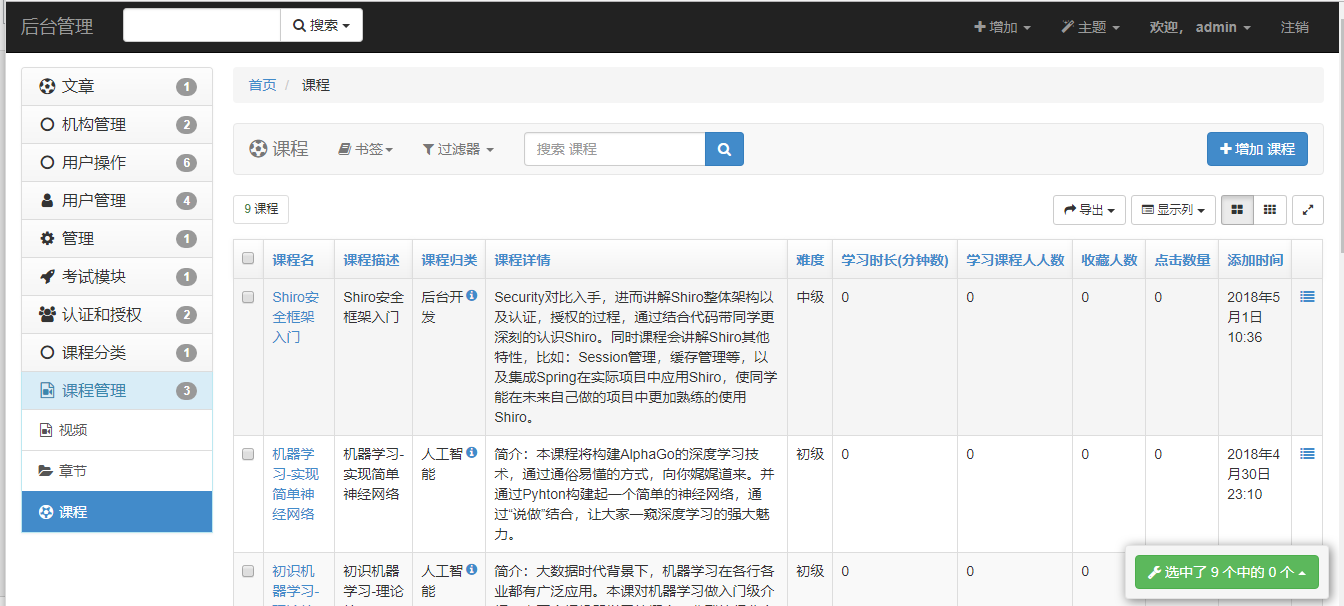 后台管理
搜索
增加
主题
欢迎， admin
注销
文章 1
机构管理 2
用户操作 6
用户管理 4
管理 1
考试模块 1
认证和授权 2
课程分类 1
课程管理 3
视频
章节
课程
首页 / 课程
课程
书签
过滤器
搜索 课程
增加 课程
9 课程
导出
显示列
课程名 课程描述 课程归类 课程详情 难度 学习时长(分钟数) 学习课程人人数 收藏人数 点击数量 添加时间
Shiro安
全框架
入门
Shiro安全
框架入门
后台开
发
Security对比入手，进而讲解Shiro整体架构以
及认证，授权的过程，通过结合代码带同学更
深刻的认识Shiro。同时课程会讲解Shiro其他
特性，比如：Session管理，缓存管理等，以
及集成Spring在实际项目中应用Shiro，使同学
能在未来自己做的项目中更加熟练的使用
Shiro。
中级
0
0
0
0
2018年5
月1日
10:36
机器学
习-实现
简单神
经网络
机器学习-
实现简单
神经网络
人工智
能
简介：本课程将构建AlphaGo的深度学习技
术，通过通俗易懂的方式，向你娓娓道来。并
通过Pyhton构建起一个简单的神经网络，通
过“说做”结合，让大家一窥深度学习的强大魅
力。
初级
0
0
0
0
2018年4
月30日
23:10
初识机
器学习-
初识机器
学习-理论
人工智
能
简介：大数据时代背景下，机器学习在各行各
业都有广泛应用。本课对机器学习做入门级介
初级
0
0
0
选中了 9 个中的 0 个